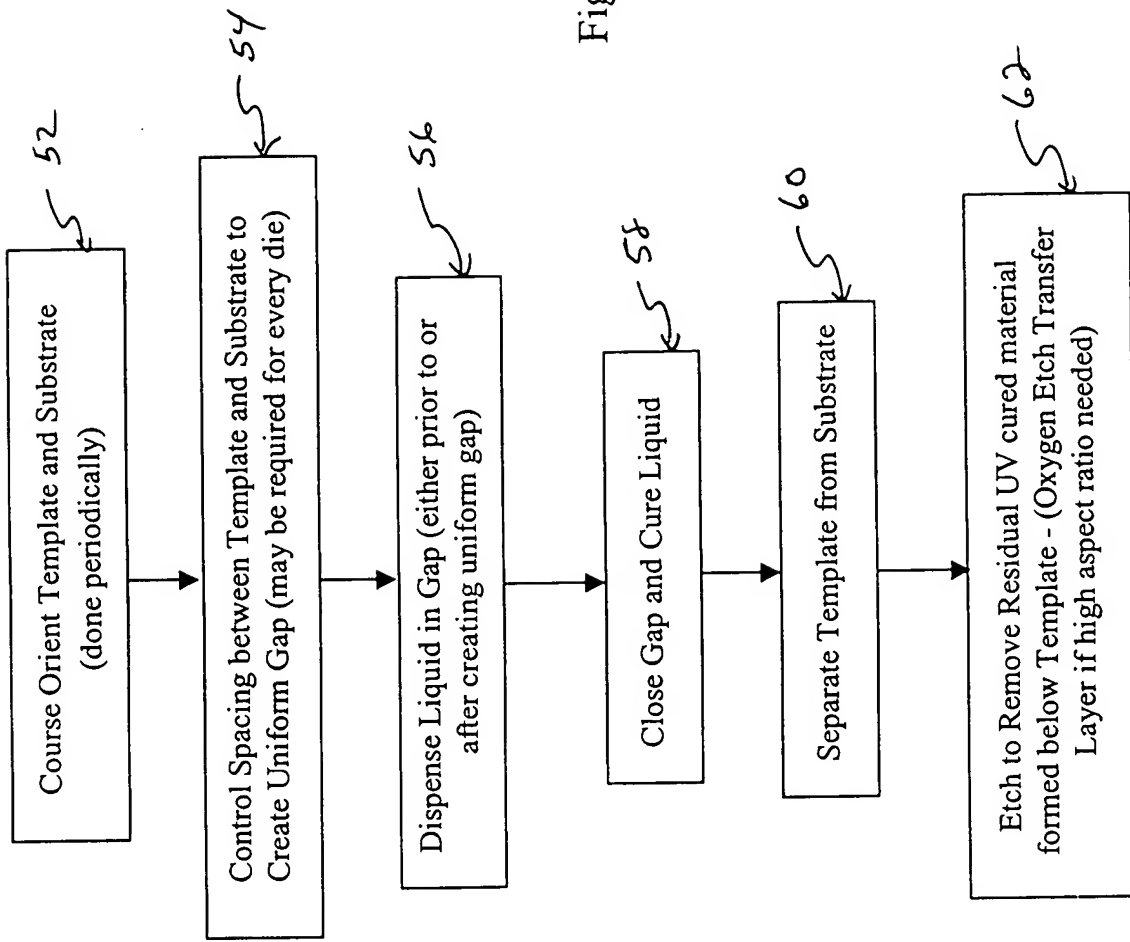 Course Orient Template and Substrate
(done periodically)
52
Control Spacing between Template and Substrate to
Create Uniform Gap (may be required for every die)
54
Dispense Liquid in Gap (either prior to or
after creating uniform gap)
56
Close Gap and Cure Liquid
58
Separate Template from Substrate
60
Etch to Remove Residual UV cured material
formed below Template - (Oxygen Etch Transfer
Layer if high aspect ratio needed)
62
Fig